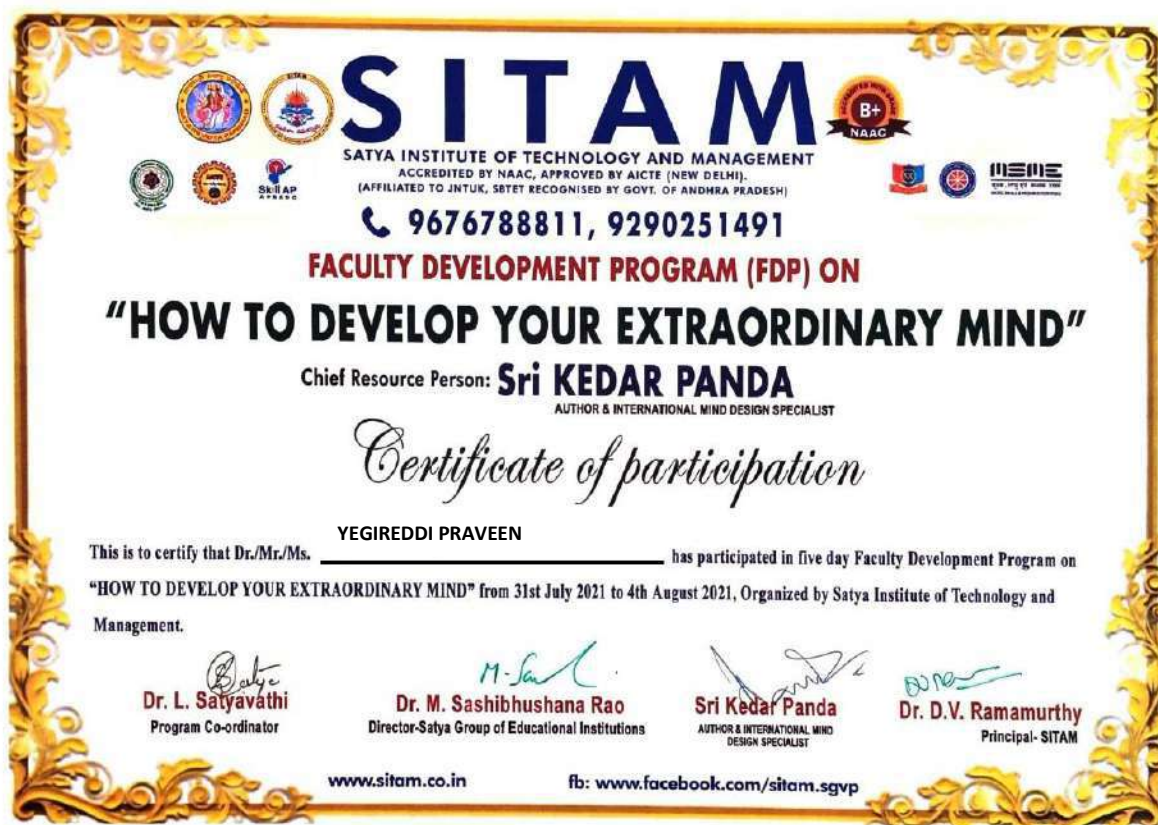 SITAM
SITAM
ACCREDITED WITH GRADE
B+
NAAC
SATYA INSTITUTE OF TECHNOLOGY AND MANAGEMENT
ACCREDITED BY NAAC, APPROVED BY AICTE (NEW DELHI).
(AFFILIATED TO JNTUK, SBTET RECOGNISED BY GOVT. OF ANDHRA PRADESH)
Skill AP
APSSDC
MSME
9676788811, 9290251491
FACULTY DEVELOPMENT PROGRAM (FDP) ON
"HOW TO DEVELOP YOUR EXTRAORDINARY MIND"
Chief Resource Person: Sri KEDAR PANDA
AUTHOR & INTERNATIONAL MIND DESIGN SPECIALIST
Certificate of participation
YEGIREDDI PRAVEEN
This is to certify that Dr./Mr./Ms. has participated in five day Faculty Development Program on
"HOW TO DEVELOP YOUR EXTRAORDINARY MIND" from 31st July 2021 to 4th August 2021, Organized by Satya Institute of Technology and
Management.
Dr. L. Satyavathi
Program Co-ordinator
Dr. M. Sashibhushana Rao
Director-Satya Group of Educational Institutions
Sri Kedar Panda
AUTHOR & INTERNATIONAL MIND
DESIGN SPECIALIST
Dr. D.V. Ramamurthy
Principal- SITAM
www.sitam.co.in
fb: www.facebook.com/sitam.sgvp